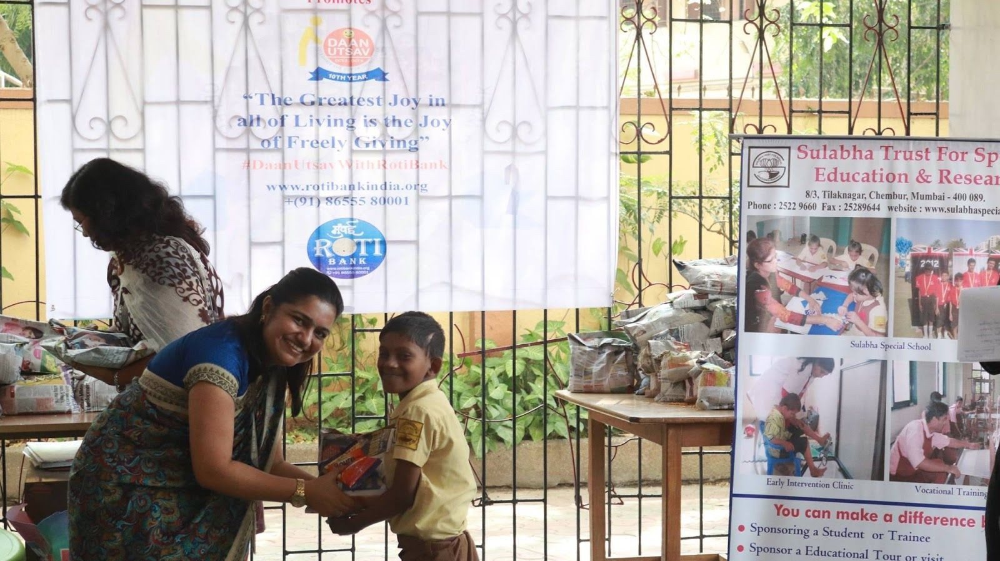 Promotes
DAAN
UTSAV
10TH YEAR
“The Greatest Joy in
all of Living is the Joy
of Freely Giving”
#DaanUtsavWithRotiBank
www.rotibankindia.org
+(91) 86555 80001
मुंबई
ROTI
BANK
www.rotibankindia.org
+91 86555 80001
Sulabha Trust For Sp
Education & Resear
8/3, Tilaknagar, Chembur, Mumbai - 400 089.
Phone : 2522 9660 Fax : 25289644 website : www.sulabhaspecia
2012
Sulabha Special School
Early Intervention Clinic
Vocational Training
You can make a difference b
Sponsoring a Student or Trainee
Sponsor a Educational Tour or visit